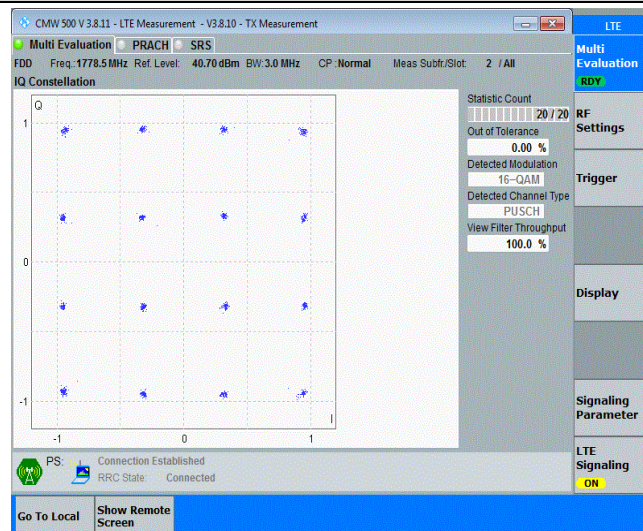 CMW 500 V 3.8.11 - LTE Measurement - V3.8.10 - TX Measurement
LTE
Multi Evaluation PRACH SRS
Multi
Evaluation
RDY
FDD Freq.:1778.5 MHz Ref. Level: 40.70 dBm BW:3.0 MHz CP:Normal Meas Subfr./Slot: 2 / All
IQ Constellation
Q
1
0
-1
-1 0 1
I
Statistic Count
20 / 20
Out of Tolerance
0.00 %
Detected Modulation
16-QAM
Detected Channel Type
PUSCH
View Filter Throughput
100.0 %
RF
Settings
Trigger
Display
Signaling
Parameter
LTE
Signaling
ON
PS: Connection Established
RRC State: Connected
Go To Local
Show Remote
Screen